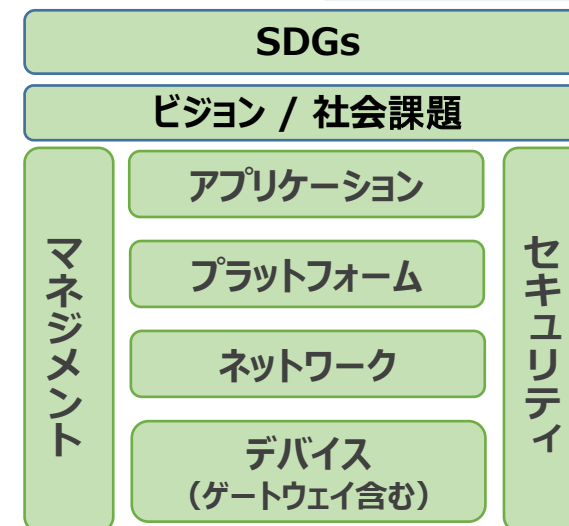 SDGs
ビジョン / 社会課題
マネジメント
アプリケーション
プラットフォーム
ネットワーク
デバイス
（ゲートウェイ含む）
セキュリティ